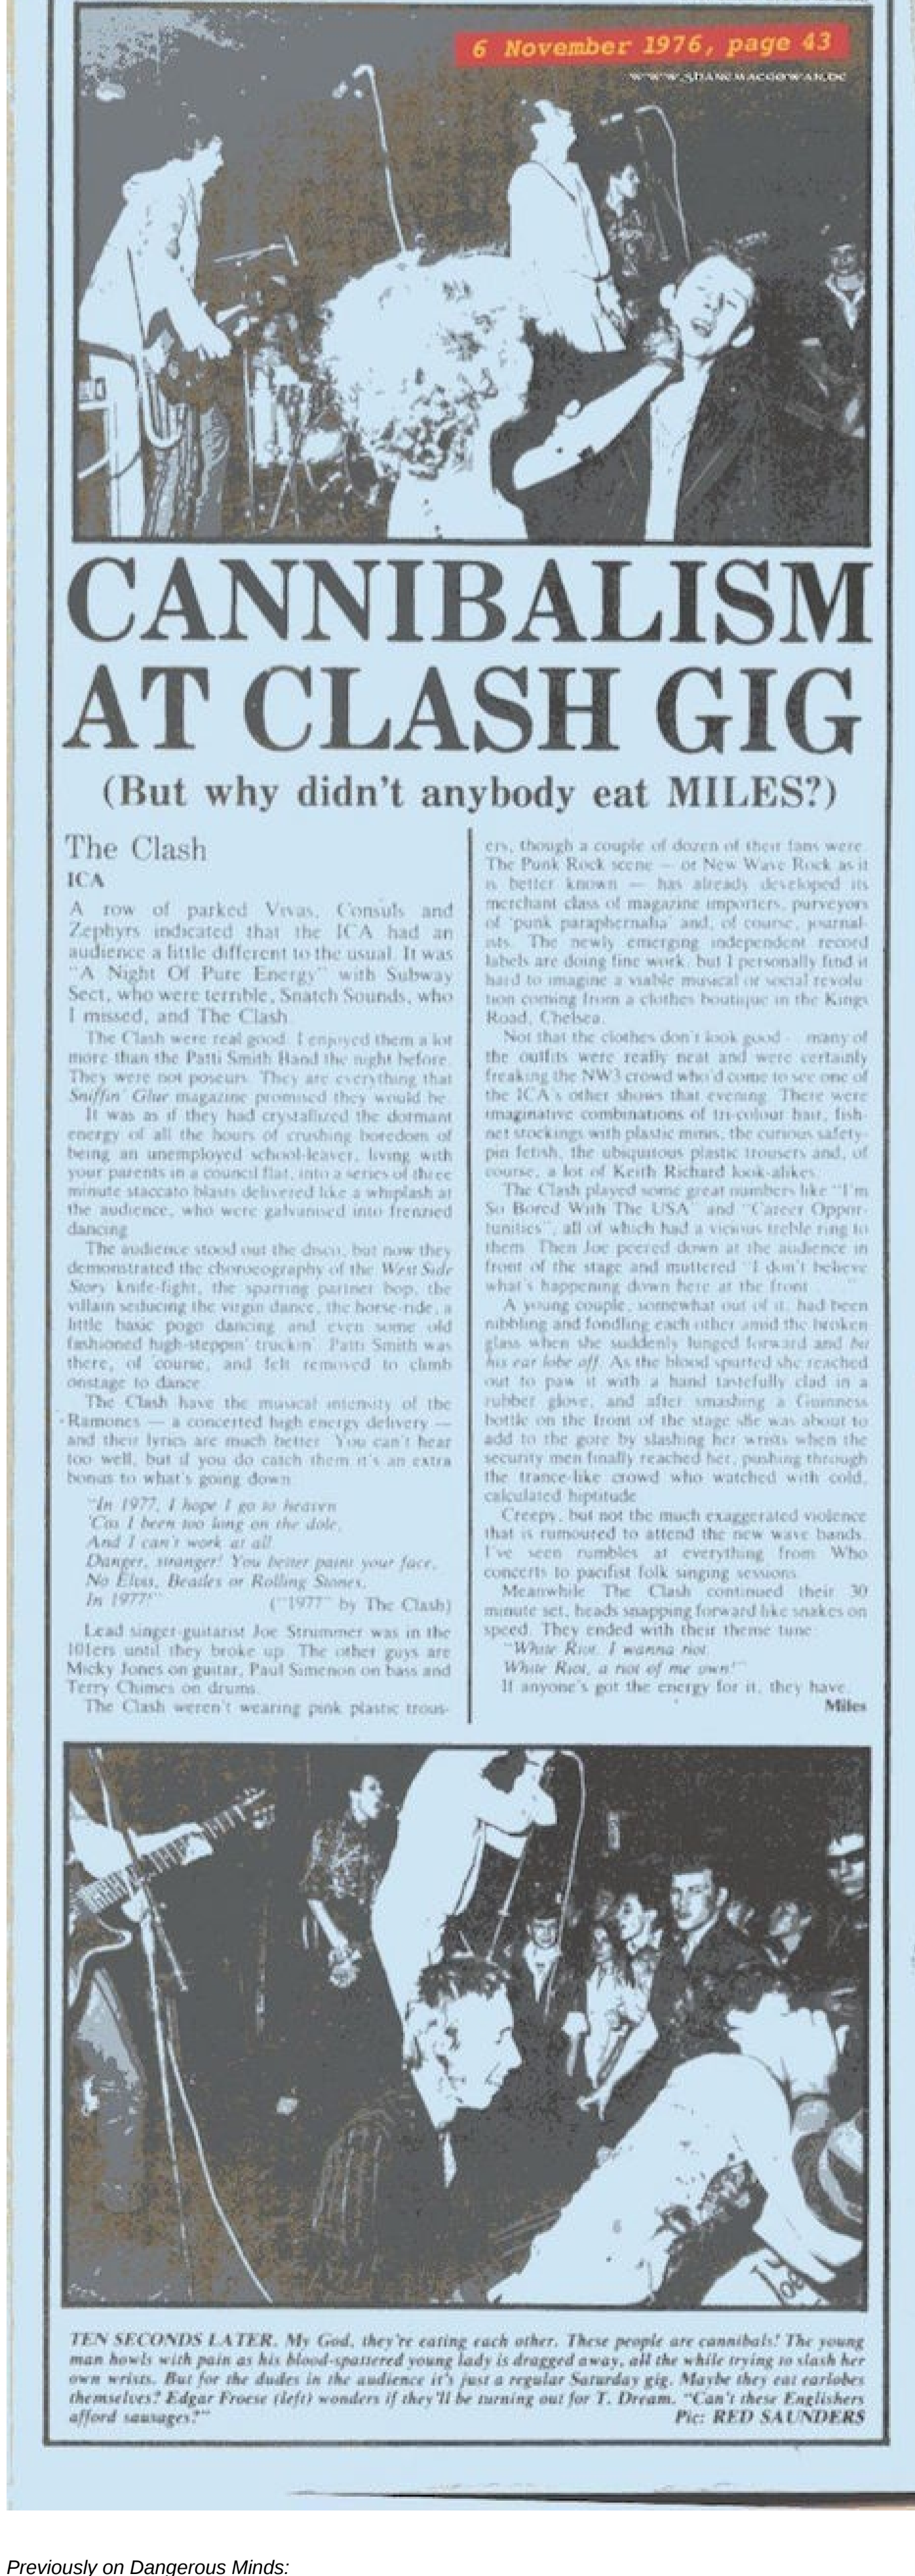 6 November 1976, page 43
WWW.SHANEMACGOWAN.DE
CANNIBALISM
AT CLASH GIG
(But why didn't anybody eat MILES?)
The Clash
ICA
A row of parked Vivas, Consuls and
Zephyrs indicated that the ICA had an
audience a little different to the usual. It was
"A Night Of Pure Energy" with Subway
Sect, who were terrible, Snatch Sounds, who
I missed, and The Clash.
The Clash were real good. I enjoyed them a lot
more than the Patti Smith Band the night before.
They were not poseurs. They are everything that
Sniffin' Glue magazine promised they would be.
It was as if they had crystallized the dormant
energy of all the hours of crushing boredom of
being an unemployed school-leaver, living with
your parents in a council flat, into a series of three
minute staccato blasts delivered like a whiplash at
the audience, who were galvanised into frenzied
dancing.
The audience stood out the disco, but now they
demonstrated the choroeography of the West Side
Story knife-fight, the sparring partner bop, the
villain seducing the virgin dance, the horse-ride, a
little basic pogo dancing and even some old
fashioned high-steppin' truckin'. Patti Smith was
there, of course, and felt removed to climb
onstage to dance.
The Clash have the musical intensity of the
Ramones — a concerted high energy delivery —
and their lyrics are much better. You can't hear
too well, but if you do catch them it's an extra
bonus to what's going down:
"In 1977, I hope I go to heaven
'Cos I been too long on the dole,
And I can't work at all
Danger, stranger! You better paint your face,
No Elvis, Beatles or Rolling Stones,
In 1977!" ("1977" by The Clash)
Lead singer-guitarist Joe Strummer was in the
101ers until they broke up. The other guys are
Micky Jones on guitar, Paul Simenon on bass and
Terry Chimes on drums.
The Clash weren't wearing pink plastic trous-
ers, though a couple of dozen of their fans were.
The Punk Rock scene — or New Wave Rock as it
is better known — has already developed its
merchant class of magazine importers, purveyors
of 'punk paraphernalia' and, of course, journal-
ists. The newly emerging independent record
labels are doing fine work, but I personally find it
hard to imagine a viable musical or social revolu-
tion coming from a clothes boutique in the Kings
Road, Chelsea.
Not that the clothes don't look good - many of
the outfits were really neat and were certainly
freaking the NW3 crowd who'd come to see one of
the ICA's other shows that evening. There were
imaginative combinations of tri-colour hair, fish-
net stockings with plastic minis, the curious safety-
pin fetish, the ubiquitous plastic trousers and, of
course, a lot of Keith Richard look-alikes.
The Clash played some great numbers like "I'm
So Bored With The USA" and "Career Oppor-
tunities", all of which had a vicious treble ring to
them. Then Joe peered down at the audience in
front of the stage and muttered "I don't believe
what's happening down here at the front . . ."
A young couple, somewhat out of it, had been
nibbling and fondling each other amid the broken
glass when she suddenly lunged forward and bit
his ear lobe off. As the blood spurted she reached
out to paw it with a hand tastefully clad in a
rubber glove, and after smashing a Guinness
bottle on the front of the stage she was about to
add to the gore by slashing her wrists when the
security men finally reached her, pushing through
the trance-like crowd who watched with cold,
calculated hiptitude.
Creepy, but not the much exaggerated violence
that is rumoured to attend the new wave bands.
I've seen rumbles at everything from Who
concerts to pacifist folk singing sessions.
Meanwhile The Clash continued their 30
minute set, heads snapping forward like snakes on
speed. They ended with their theme tune:
"White Riot, I wanna riot.
White Riot, a riot of me own!"
If anyone's got the energy for it, they have.
Miles
Joe
TEN SECONDS LATER. My God, they're eating each other. These people are cannibals! The young
man howls with pain as his blood-spattered young lady is dragged away, all the while trying to slash her
own wrists. But for the dudes in the audience it's just a regular Saturday gig. Maybe they eat earlobes
themselves? Edgar Froese (left) wonders if they'll be turning out for T. Dream. "Can't these Englishers
afford sausages?" Pic: RED SAUNDERS
Previously on Dangerous Minds: